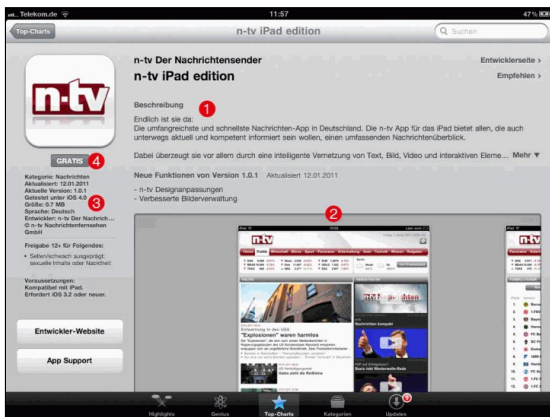 Telekom.de
11:57
47%
Top-Charts
n-tv iPad edition
Suchen
n-tv
n-tv Der Nachrichtensender
Entwicklerseite ›
n-tv iPad edition
Empfehlen ›
Beschreibung
1
Endlich ist sie da:
Die umfangreichste und schnellste Nachrichten-App in Deutschland. Die n-tv App für das iPad bietet allen, die auch
unterwegs aktuell und kompetent informiert sein wollen, einen umfassenden Nachrichtenüberblick.
Dabei überzeugt sie vor allem durch eine intelligente Vernetzung von Text, Bild, Video und interaktiven Eleme... Mehr ▼
GRATIS
4
Kategorie: Nachrichten
Aktualisiert: 12.01.2011
Aktuelle Version: 1.0.1
Getestet unter iOS 4.0
3
Größe: 0.7 MB
Sprache: Deutsch
Entwickler: n-tv Der Nachrich...
© n-tv Nachrichtenfernsehen
GmbH
Freigabe 12+ für Folgendes:
• Selten/schwach ausgeprägt:
sexuelle Inhalte oder Nacktheit
Voraussetzungen:
Kompatibel mit iPad.
Erfordert iOS 3.2 oder neuer.
Entwickler-Website
App Support
Neue Funktionen von Version 1.0.1 Aktualisiert 12.01.2011
- n-tv Designanpassungen
- Verbesserte Bilderverwaltung
2
n-tv
Politik
"Explosionen" waren harmlos
Highlights
Genius
Top-Charts
Kategorien
Updates